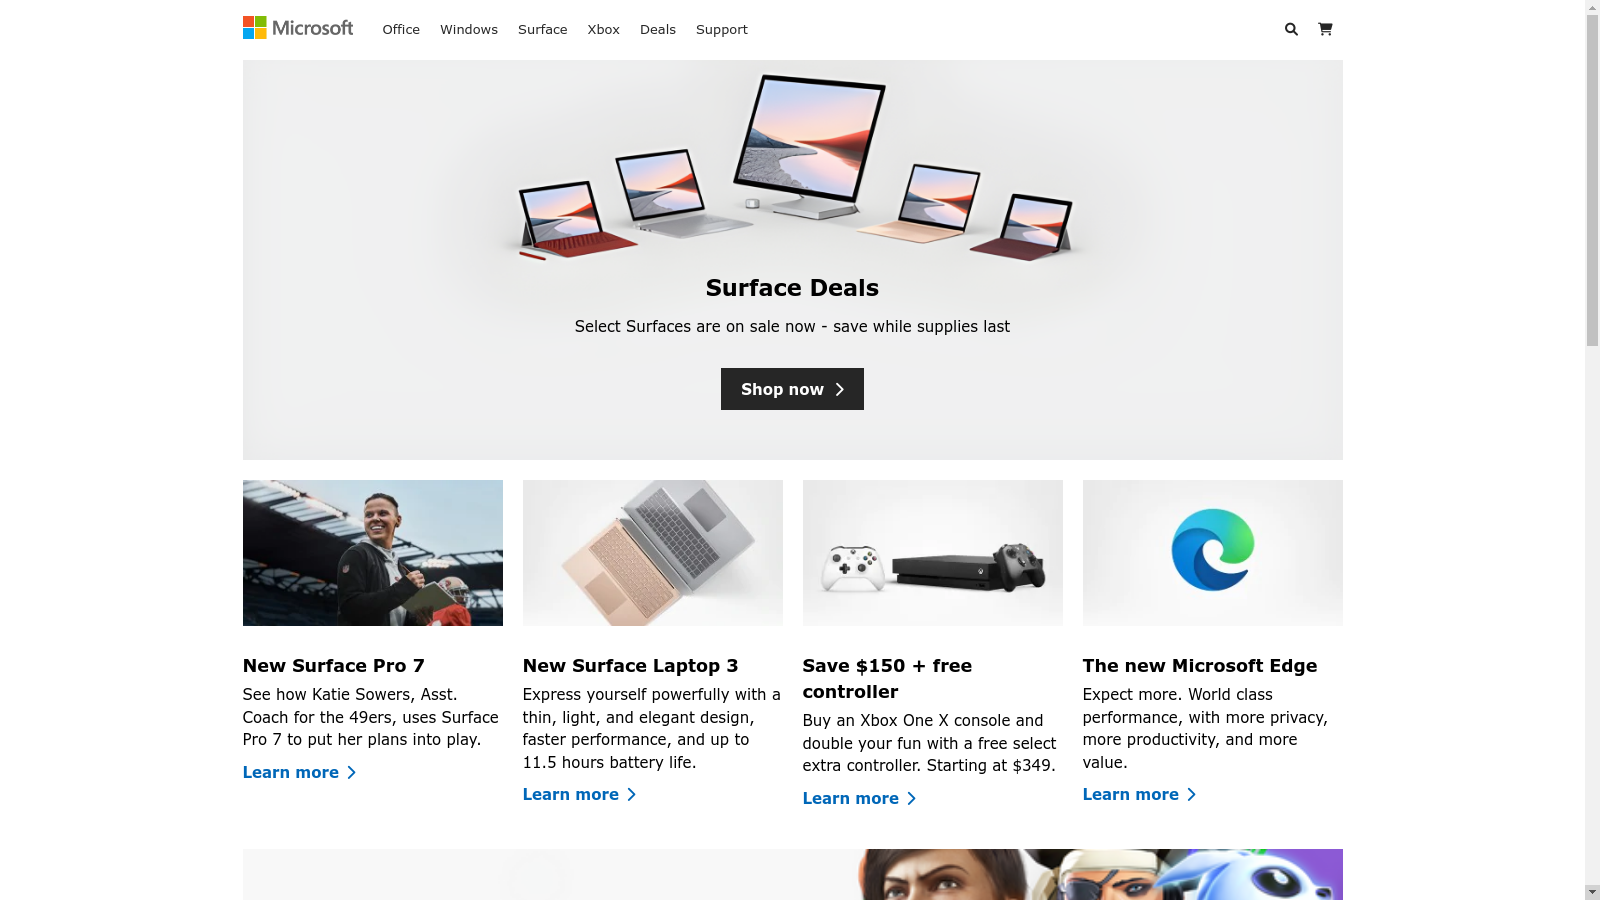 Microsoft Office Windows Surface Xbox Deals Support
Surface Deals
Select Surfaces are on sale now - save while supplies last
Shop now
New Surface Pro 7
See how Katie Sowers, Asst.
Coach for the 49ers, uses Surface
Pro 7 to put her plans into play.
Learn more
New Surface Laptop 3
Express yourself powerfully with a
thin, light, and elegant design,
faster performance, and up to
11.5 hours battery life.
Learn more
Save $150 + free
controller
Buy an Xbox One X console and
double your fun with a free select
extra controller. Starting at $349.
Learn more
The new Microsoft Edge
Expect more. World class
performance, with more privacy,
more productivity, and more
value.
Learn more